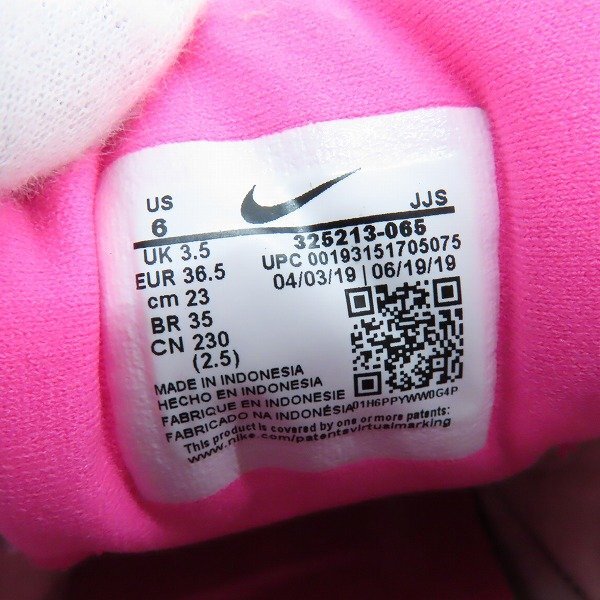 US
6
JJS
UK 3.5
EUR 36.5
cm 23
BR 35
CN 230
(2.5)
325213-065
UPC 00193151705075
04/03/19 | 06/19/19
MADE IN INDONESIA
HECHO EN INDONESIA
FABRIQUE EN INDONESIE
FABRICADO NA INDONÉSIA
01H6PPYWW0G4P
This product is covered by one or more patents:
www.nike.com/patentsvirtualmarking